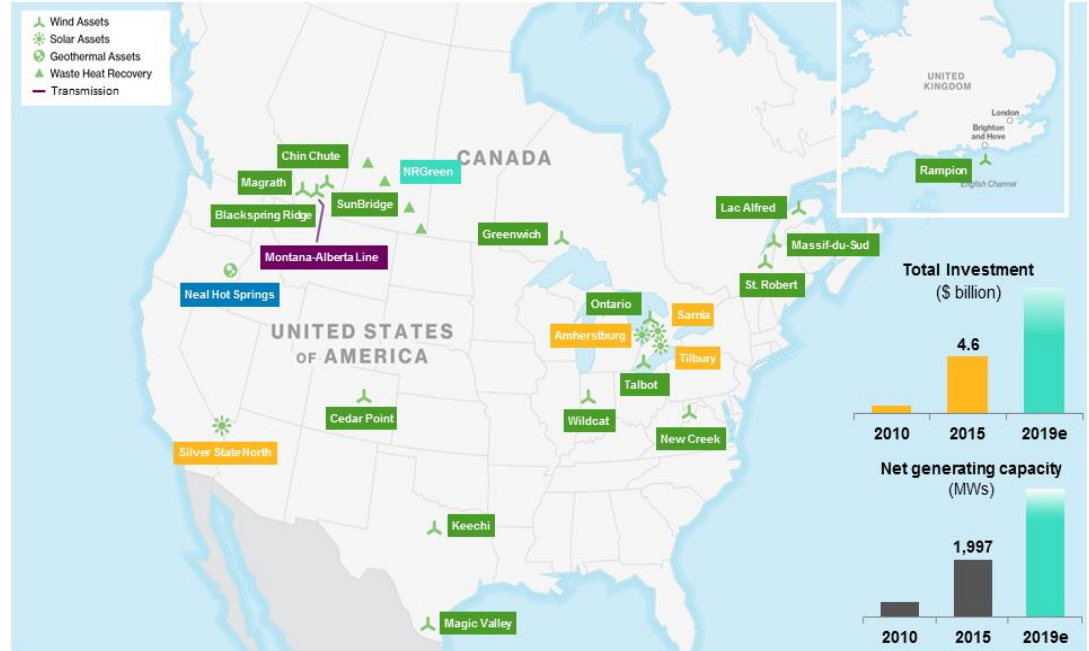 Wind Assets
Solar Assets
Geothermal Assets
Waste Heat Recovery
Transmission
UNITED
KINGDOM
London
Brighton
and Hove
Rampion
English Channel
CANADA
Chin Chute
NRGreen
Magrath
SunBridge
Blackspring Ridge
Montana-Alberta Line
Neal Hot Springs
Greenwich
Lac Alfred
Massif-du-Sud
St. Robert
UNITED STATES
OF AMERICA
Ontario
Sarnia
Amherstburg
Tilbury
Talbot
Cedar Point
Wildcat
New Creek
Silver State North
Keechi
Magic Valley
Total Investment
($ billion)
4.6
2010 2015 2019e
Net generating capacity
(MWs)
1,997
2010 2015 2019e